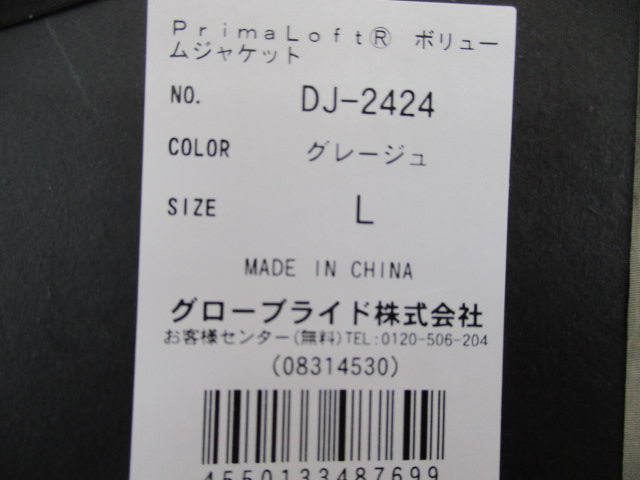 PrimaLoft® ボリュー
ムジャケット
NO. DJ-2424
COLOR グレージュ
SIZE L
MADE IN CHINA
グローブライド株式会社
お客様センター(無料)TEL:0120-506-204
(08314530)
4550133487699